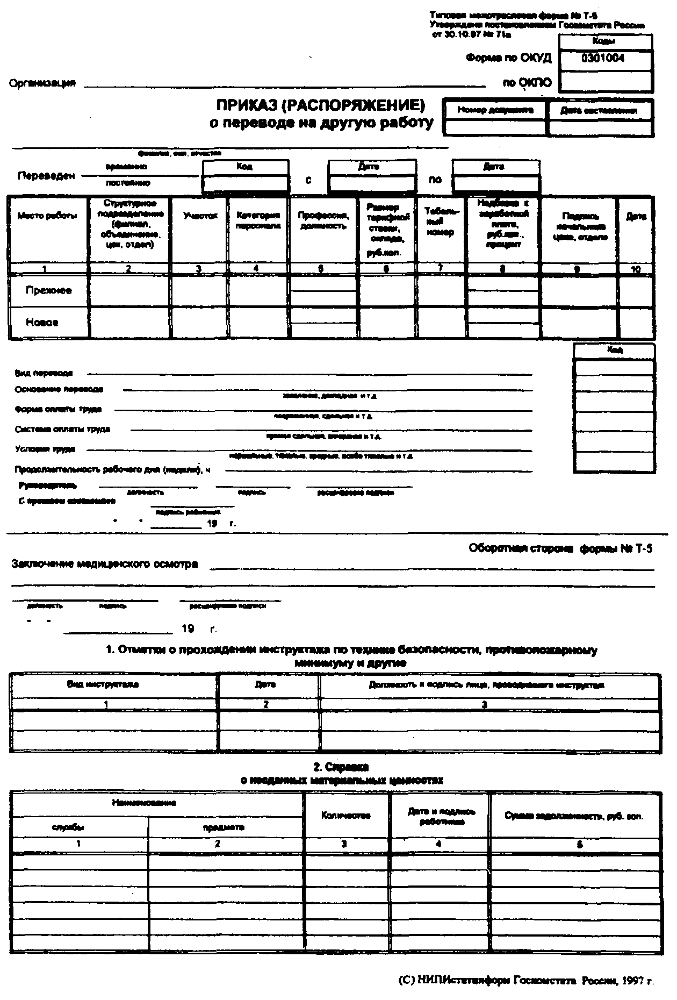 Типовая межотраслевая форма № Т-5
Утверждена постановлением Госкомстата России
от 30.10.97 № 71а
Коды
Форма по ОКУД 0301004
Организация по ОКПО
ПРИКАЗ (РАСПОРЯЖЕНИЕ)
о переводе на другую работу
Номер документа Дата составления
фамилия, имя, отчество
Переведен временно
постоянно
Код
с
Дата
по
Дата
Место работы
Структурное
подразделение
(филиал,
объединение,
цех, отдел)
Участок
Категория
персонала
Профессия,
должность
Размер
тарифной
ставки,
оклада,
руб.коп.
Табель-
ный
номер
Надбавка к
заработной
плате,
руб.коп.,
процент
Подпись
начальника
цеха, отдела
Дата
1 2 3 4 5 6 7 8 9 10
Прежнее
Новое
Код
Вид перевода
Основание перевода
заявление, докладная и т.д.
Форма оплаты труда
повременная, сдельная и т.д.
Система оплаты труда
прямая сдельная, аккордная и т.д.
Условия труда
нормальные, тяжелые, вредные, особо тяжелые и т.д.
Продолжительность рабочего дня (недели), ч
Руководитель
должность подпись расшифровка подписи
С приказом ознакомлен
подпись работника
" " 19 г.
Оборотная сторона формы № Т-5
Заключение медицинского осмотра
должность подпись расшифровка подписи
" " 19 г.
1. Отметки о прохождении инструктажа по технике безопасности, противопожарному
минимуму и другие
Вид инструктажа Дата Должность и подпись лица, проводившего инструктаж
1 2 3
2. Справка
о несданных материальных ценностях
Наименование
службы предмета
Количество
Дата и подпись
работника
Сумма задолженность, руб. коп.
1 2 3 4 5
(С) НИПИстатинформ Госкомстата России, 1997 г.